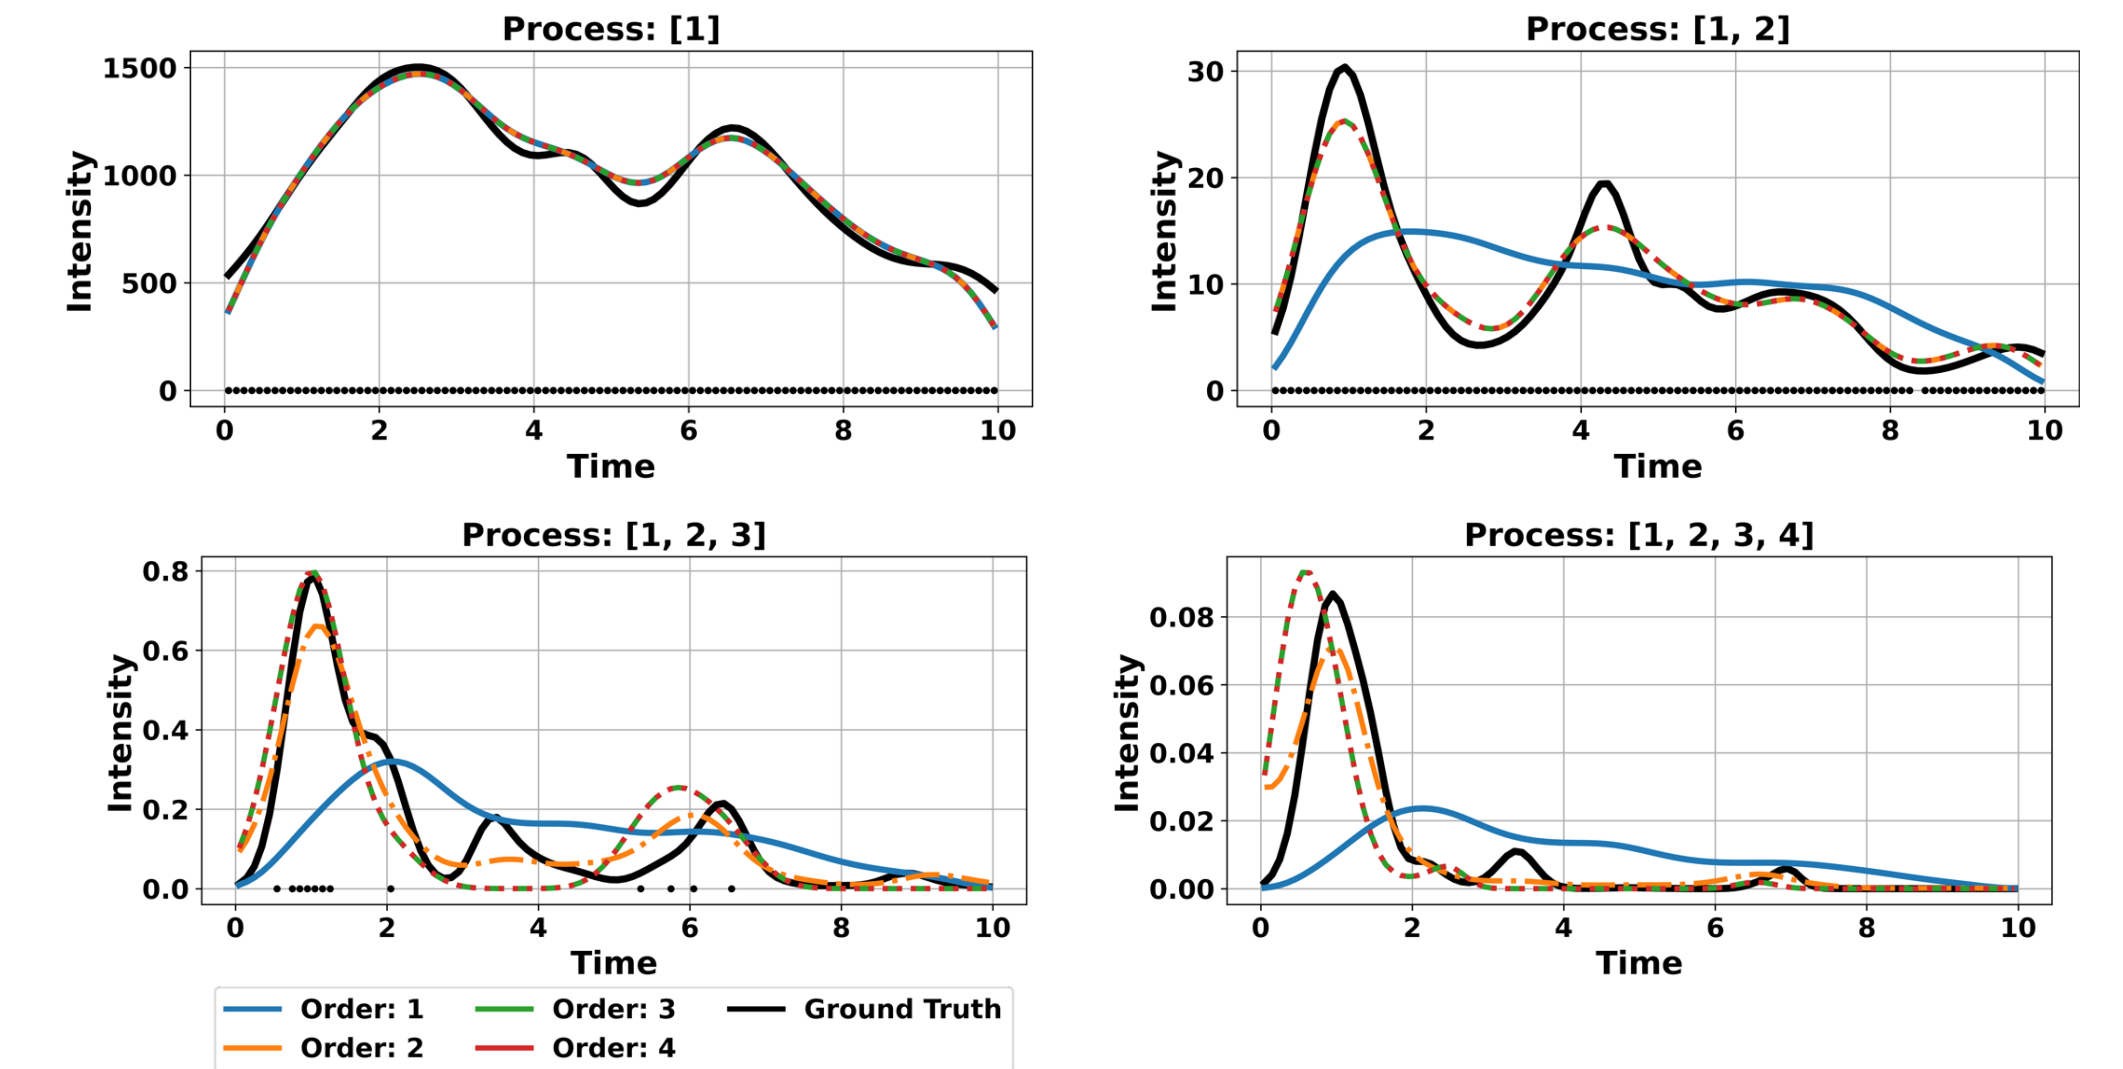 Process: [1]
Intensity
1500
1000
500
0
0 2 4 6 8 10
Time
Process: [1, 2]
Intensity
30
20
10
0
0 2 4 6 8 10
Time
Process: [1, 2, 3]
Intensity
0.8
0.6
0.4
0.2
0.0
0 2 4 6 8 10
Time
Process: [1, 2, 3, 4]
Intensity
0.08
0.06
0.04
0.02
0.00
0 2 4 6 8 10
Time
Order: 1 Order: 3 Ground Truth
Order: 2 Order: 4